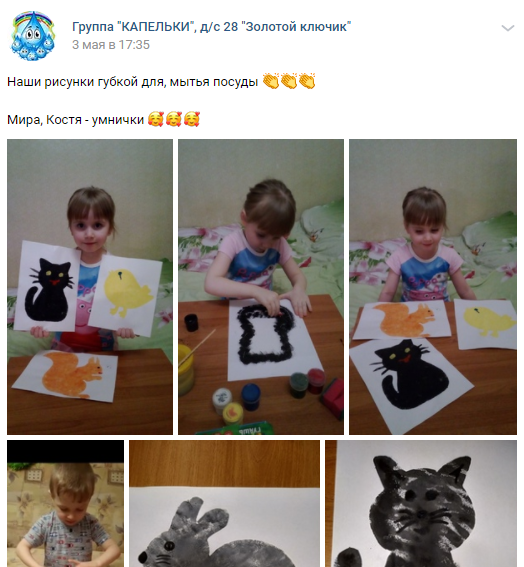 Группа "КАПЕЛЬКИ", д/с 28 "Золотой ключик"
3 мая в 17:35
Наши рисунки губкой для, мытья посуды 👏👏👏
Мира, Костя - умнички 🥰🥰🥰